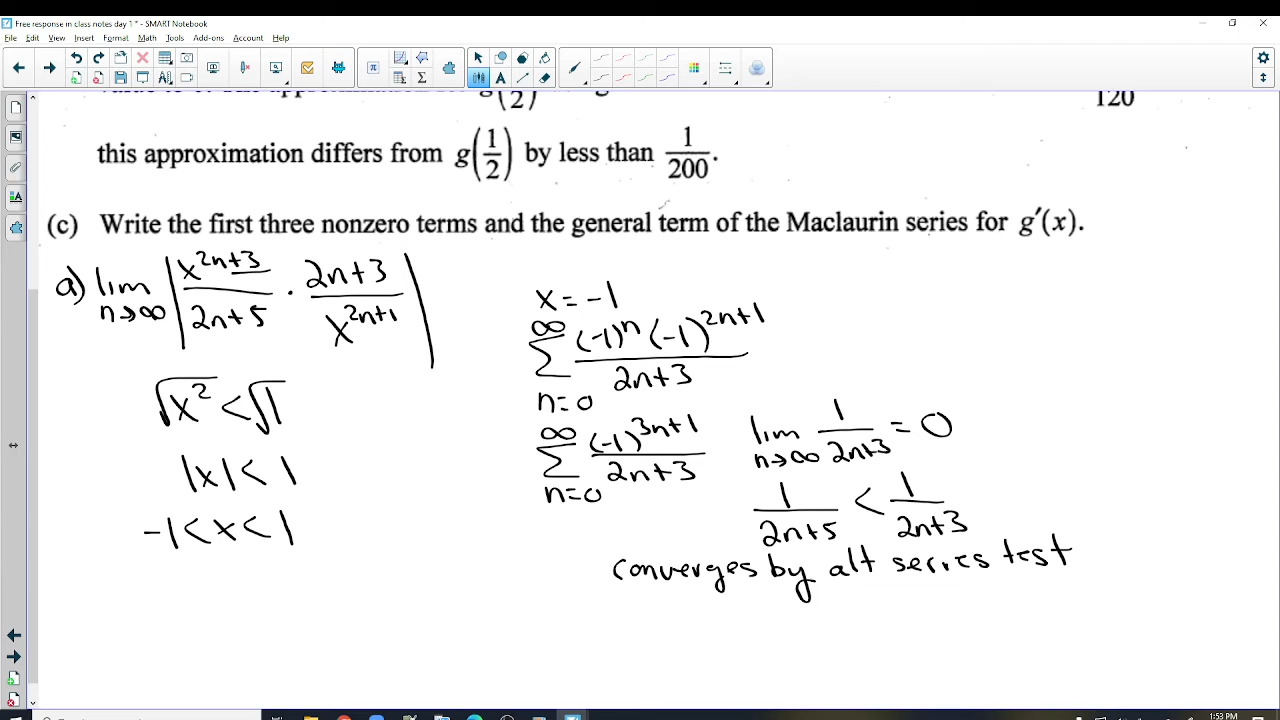 Free response in class notes day 1 * - SMART Notebook
File Edit View Insert Format Math Tools Add-ons Account Help
120
this approximation differs from g(1/2) by less than 1/200.
(c) Write the first three nonzero terms and the general term of the Maclaurin series for g′(x).
a) lim n→∞ | x^(2n+3) / (2n+5) · (2n+3) / x^(2n+1) |
√x² < √1
|x| < 1
-1 < x < 1
x = -1
∞ Σ n=0 (-1)^n (-1)^(2n+1) / (2n+3)
∞ Σ n=0 (-1)^(3n+1) / (2n+3)
lim n→∞ 1/(2n+3) = 0
1/(2n+5) < 1/(2n+3)
converges by alt series test
1:53 PM